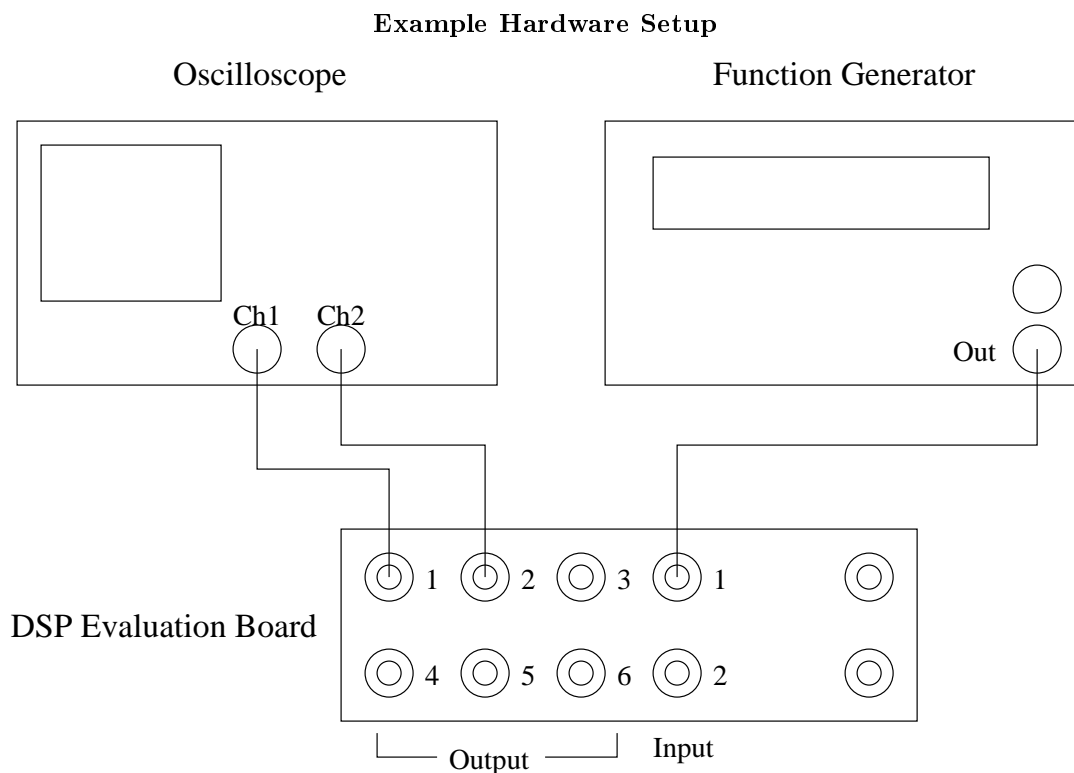 Example Hardware Setup
Oscilloscope
Function Generator
Ch1 Ch2
Out
1 2 3 1
DSP Evaluation Board
4 5 6 2
Output Input